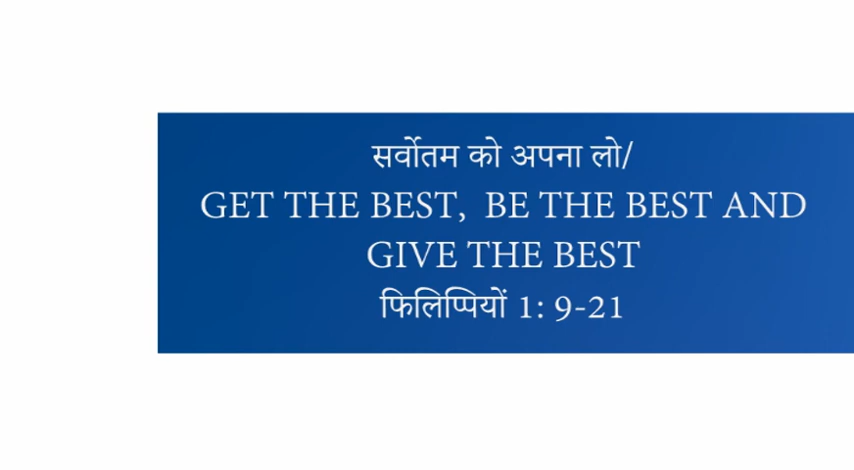 सर्वोतम को अपना लो/
GET THE BEST,  BE THE BEST AND
GIVE THE BEST
फिलिप्पियों 1: 9-21